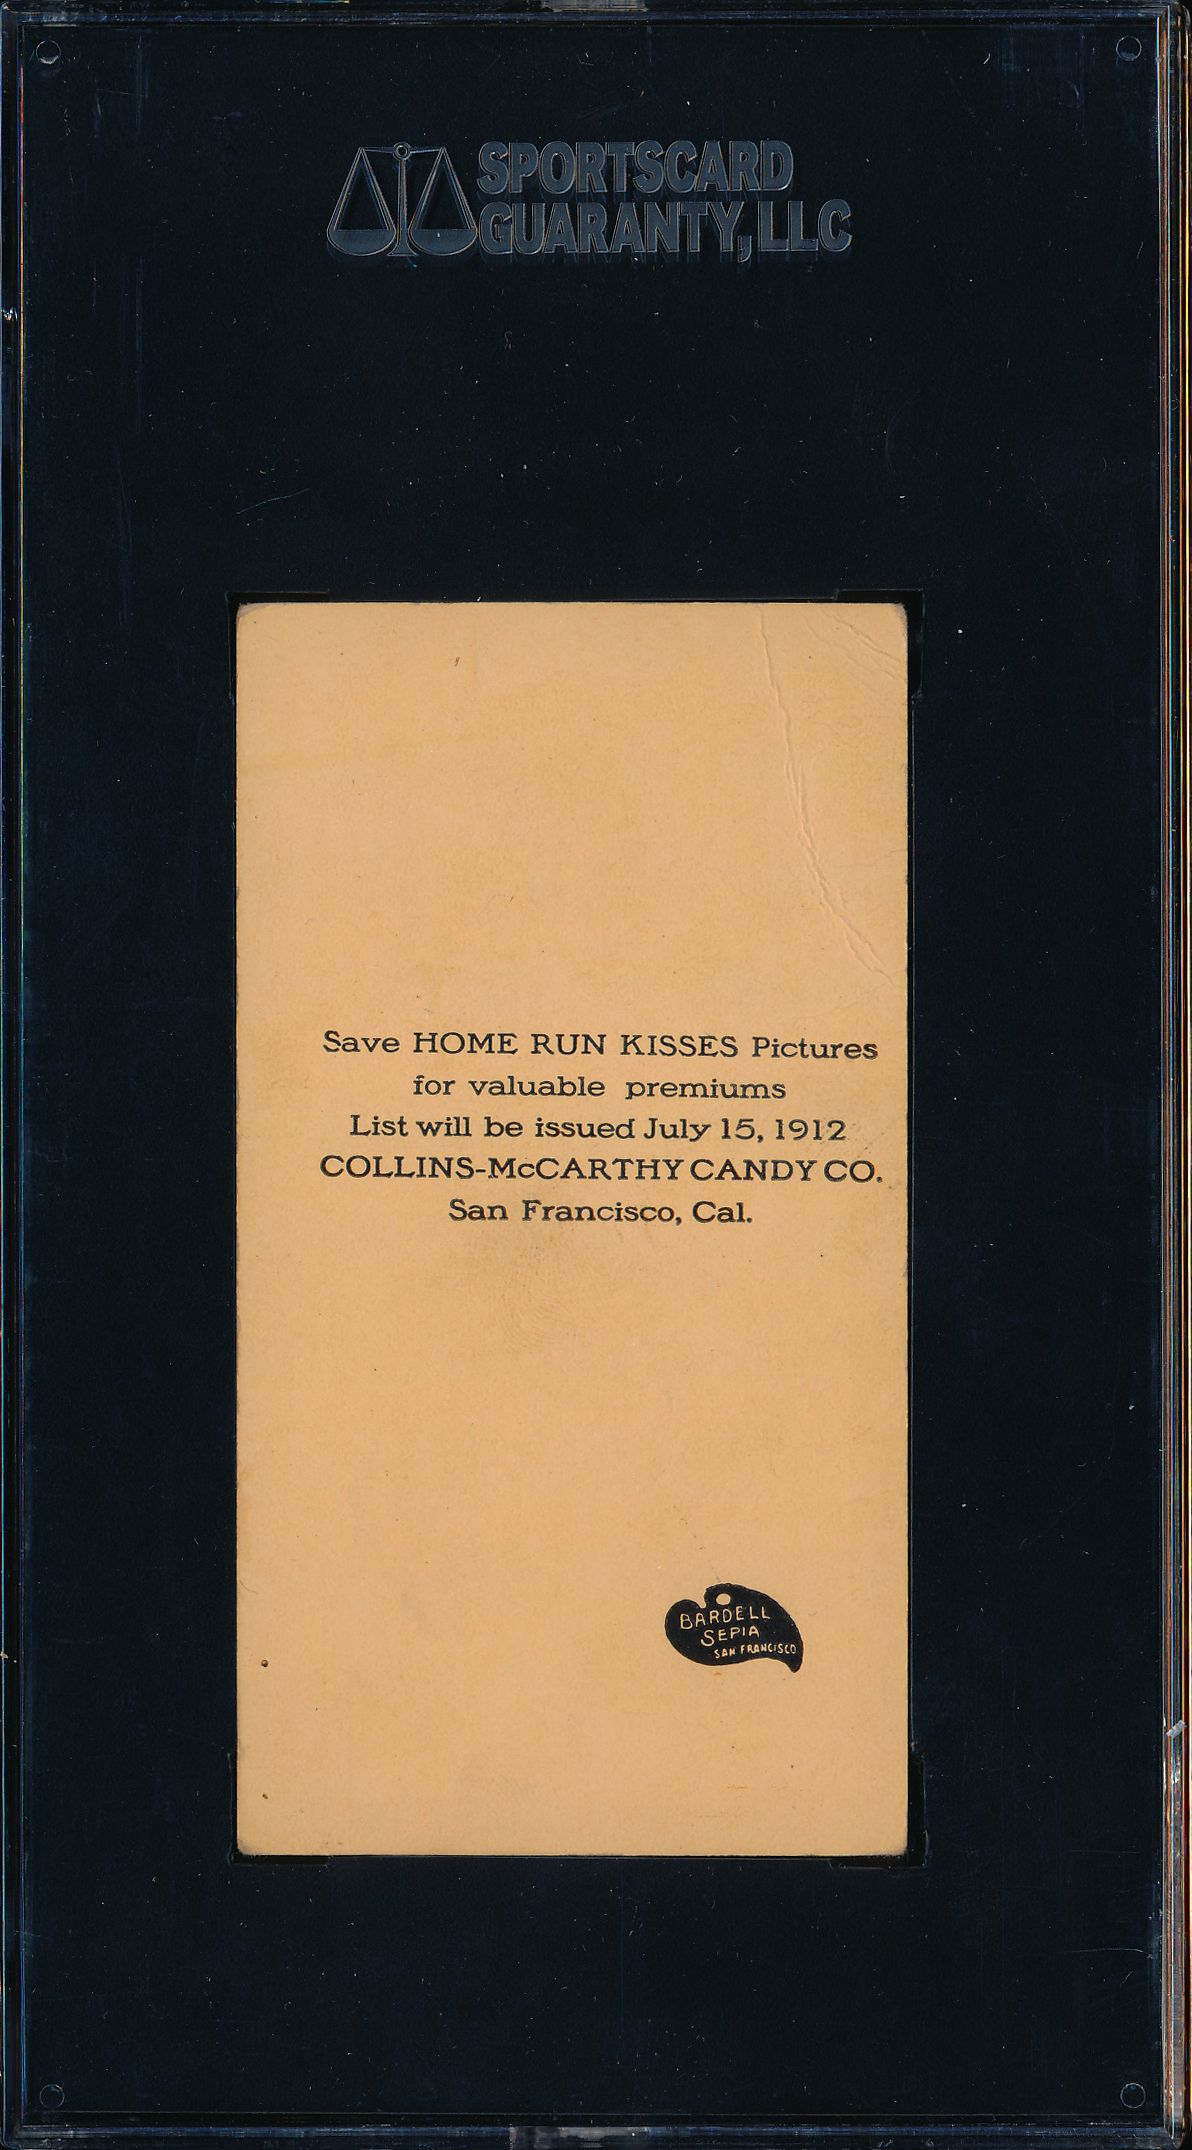 SPORTSCARD
GUARANTY, LLC
Save HOME RUN KISSES Pictures
for valuable premiums
List will be issued July 15, 1912
COLLINS-McCARTHY CANDY CO.
San Francisco, Cal.
BARDELL
SEPIA
SAN FRANCISCO